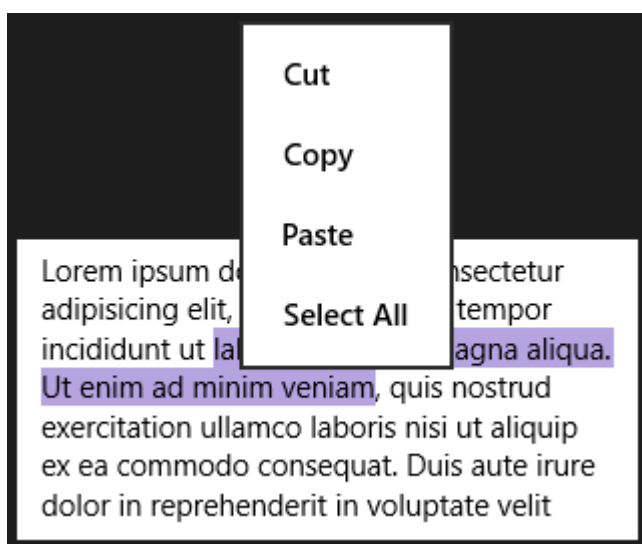 Cut
Copy
Paste
Select All
Lorem ipsum nsectetur
adipisicing elit, tempor
incididunt ut aliqua.
Ut enim ad minim veniam, quis nostrud
exercitation ullamco laboris nisi ut aliquip
ex ea commodo consequat. Duis aute irure
dolor in reprehenderit in voluptate velit